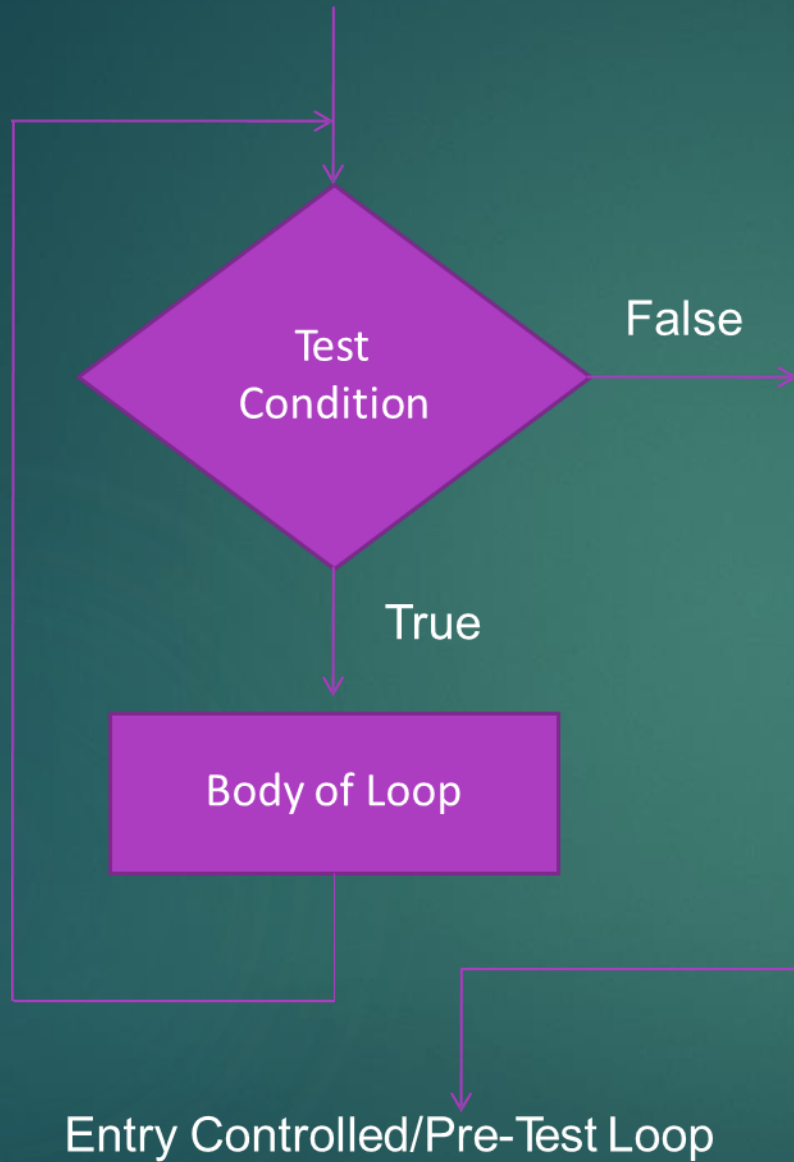 Test
Condition
False
True
Body of Loop
Entry Controlled/Pre-Test Loop